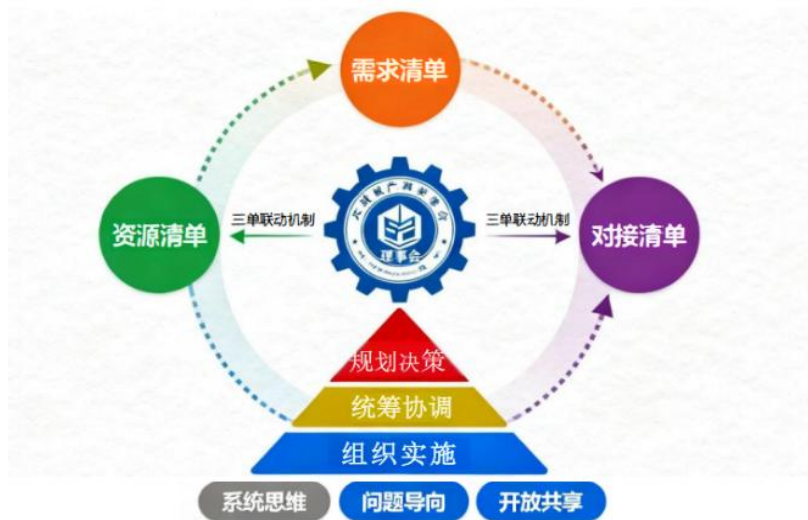 需求清单
资源清单
三单联动机制
理事会
三单联动机制
对接清单
规划决策
统筹协调
组织实施
系统思维
问题导向
开放共享